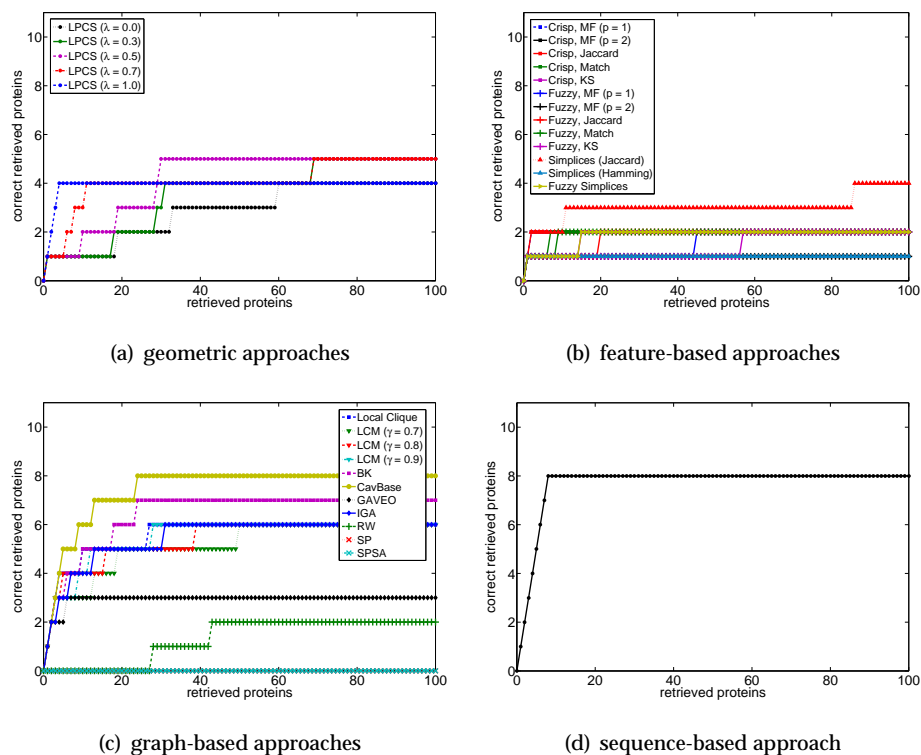 10
8
6
4
2
0
0
20
40
60
80
100
correct retrieved proteins
retrieved proteins
LPCS (λ = 0.0)
LPCS (λ = 0.3)
LPCS (λ = 0.5)
LPCS (λ = 0.7)
LPCS (λ = 1.0)
(a) geometric approaches
10
8
6
4
2
0
0
20
40
60
80
100
correct retrieved proteins
retrieved proteins
Crisp, MF (p = 1)
Crisp, MF (p = 2)
Crisp, Jaccard
Crisp, Match
Crisp, KS
Fuzzy, MF (p = 1)
Fuzzy, MF (p = 2)
Fuzzy, Jaccard
Fuzzy, Match
Fuzzy, KS
Simplices (Jaccard)
Simplices (Hamming)
Fuzzy Simplices
(b) feature-based approaches
10
8
6
4
2
0
0
20
40
60
80
100
correct retrieved proteins
retrieved proteins
Local Clique
LCM (γ = 0.7)
LCM (γ = 0.8)
LCM (γ = 0.9)
BK
CavBase
GAVEO
IGA
RW
SP
SPSA
(c) graph-based approaches
10
8
6
4
2
0
0
20
40
60
80
100
correct retrieved proteins
retrieved proteins
(d) sequence-based approach